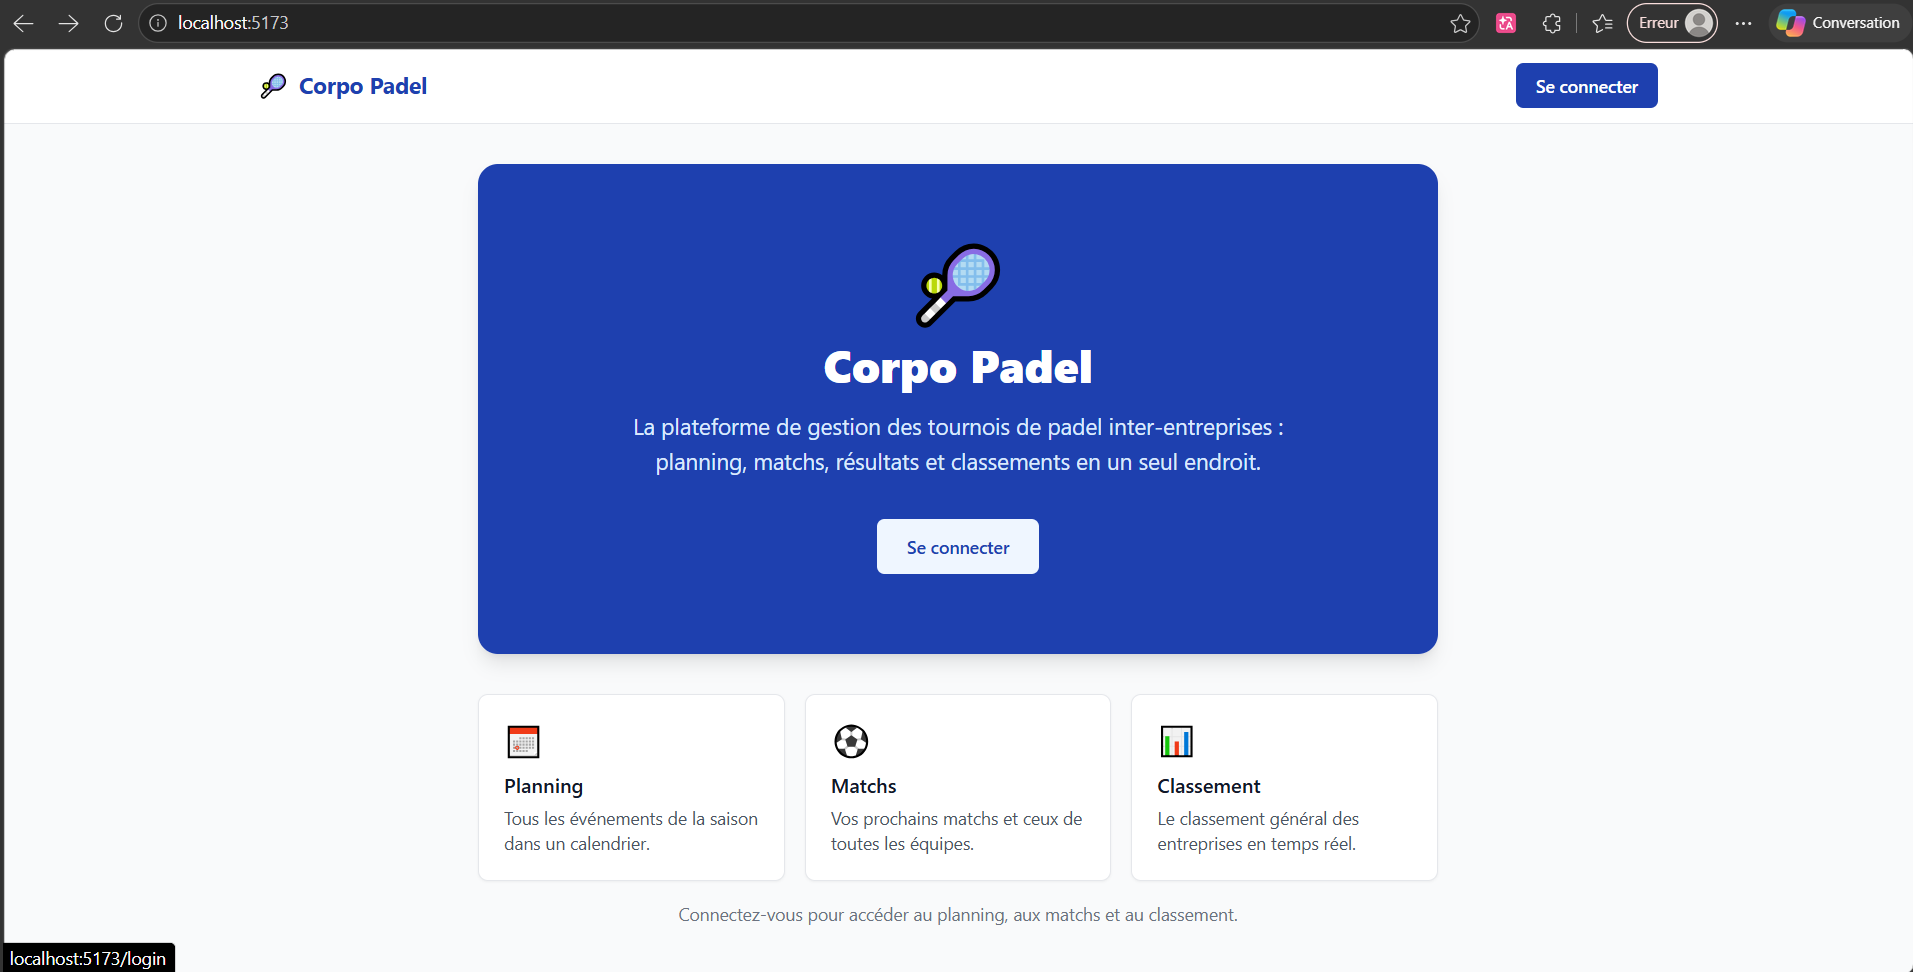 localhost:5173
Erreur
Conversation
Corpo Padel
Se connecter
Corpo Padel
La plateforme de gestion des tournois de padel inter-entreprises :
planning, matchs, résultats et classements en un seul endroit.
Se connecter
Planning
Tous les événements de la saison
dans un calendrier.
Matchs
Vos prochains matchs et ceux de
toutes les équipes.
Classement
Le classement général des
entreprises en temps réel.
Connectez-vous pour accéder au planning, aux matchs et au classement.
localhost:5173/login